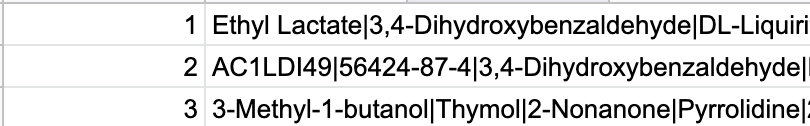 1 Ethyl Lactate|3,4-Dihydroxybenzaldehyde|DL-Liquiri
2 AC1LDI49|56424-87-4|3,4-Dihydroxybenzaldehyde|
3 3-Methyl-1-butanol|Thymol|2-Nonanone|Pyrrolidine|